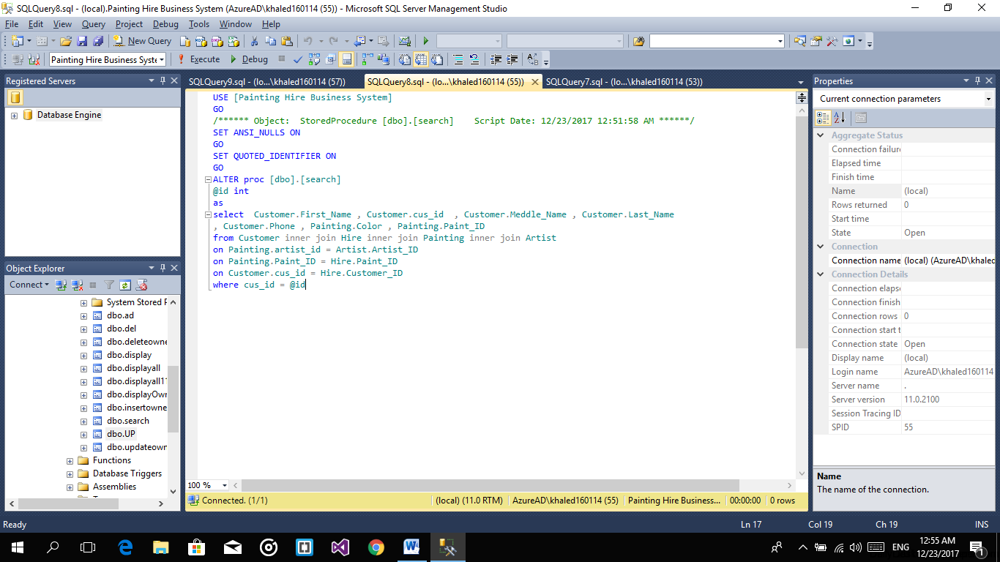 SQLQuery8.sql - (local).Painting Hire Business System (AzureAD\khaled160114 (55)) - Microsoft SQL Server Management Studio
File Edit View Query Project Debug Tools Window Help
New Query
Painting Hire Business Syste Execute Debug
Registered Servers
Database Engine
Object Explorer
Connect
System Stored P
dbo.ad
dbo.del
dbo.deleteowne
dbo.display
dbo.displayall
dbo.displayall1
dbo.displayOwn
dbo.insertowne
dbo.search
dbo.UP
dbo.updateown
Functions
Database Triggers
Assemblies
SQLQuery9.sql - (lo...\khaled160114 (57)) SQLQuery8.sql - (lo...\khaled160114 (55)) SQLQuery7.sql - (lo...\khaled160114 (53))
USE [Painting Hire Business System]
GO
/****** Object:  StoredProcedure [dbo].[search]    Script Date: 12/23/2017 12:51:58 AM ******/
SET ANSI_NULLS ON
GO
SET QUOTED_IDENTIFIER ON
GO
ALTER proc [dbo].[search]
@id int
as
select  Customer.First_Name , Customer.cus_id  , Customer.Meddle_Name , Customer.Last_Name
, Customer.Phone , Painting.Color , Painting.Paint_ID
from Customer inner join Hire inner join Painting inner join Artist
on Painting.artist_id = Artist.Artist_ID
on Painting.Paint_ID = Hire.Paint_ID
on Customer.cus_id = Hire.Customer_ID
where cus_id = @id
100 %
Connected. (1/1) (local) (11.0 RTM) AzureAD\khaled160114 (55) Painting Hire Business... 00:00:00 0 rows
Properties
Current connection parameters
Aggregate Status
Connection failure
Elapsed time
Finish time
Name (local)
Rows returned 0
Start time
State Open
Connection
Connection name (local) (AzureAD\khaled
Connection Details
Connection elapse
Connection finish
Connection rows 0
Connection start t
Connection state Open
Display name (local)
Login name AzureAD\khaled160114
Server name .
Server version 11.0.2100
Session Tracing ID
SPID 55
Name
The name of the connection.
Ready Ln 17 Col 19 Ch 19 INS
ENG 12:55 AM
12/23/2017 1